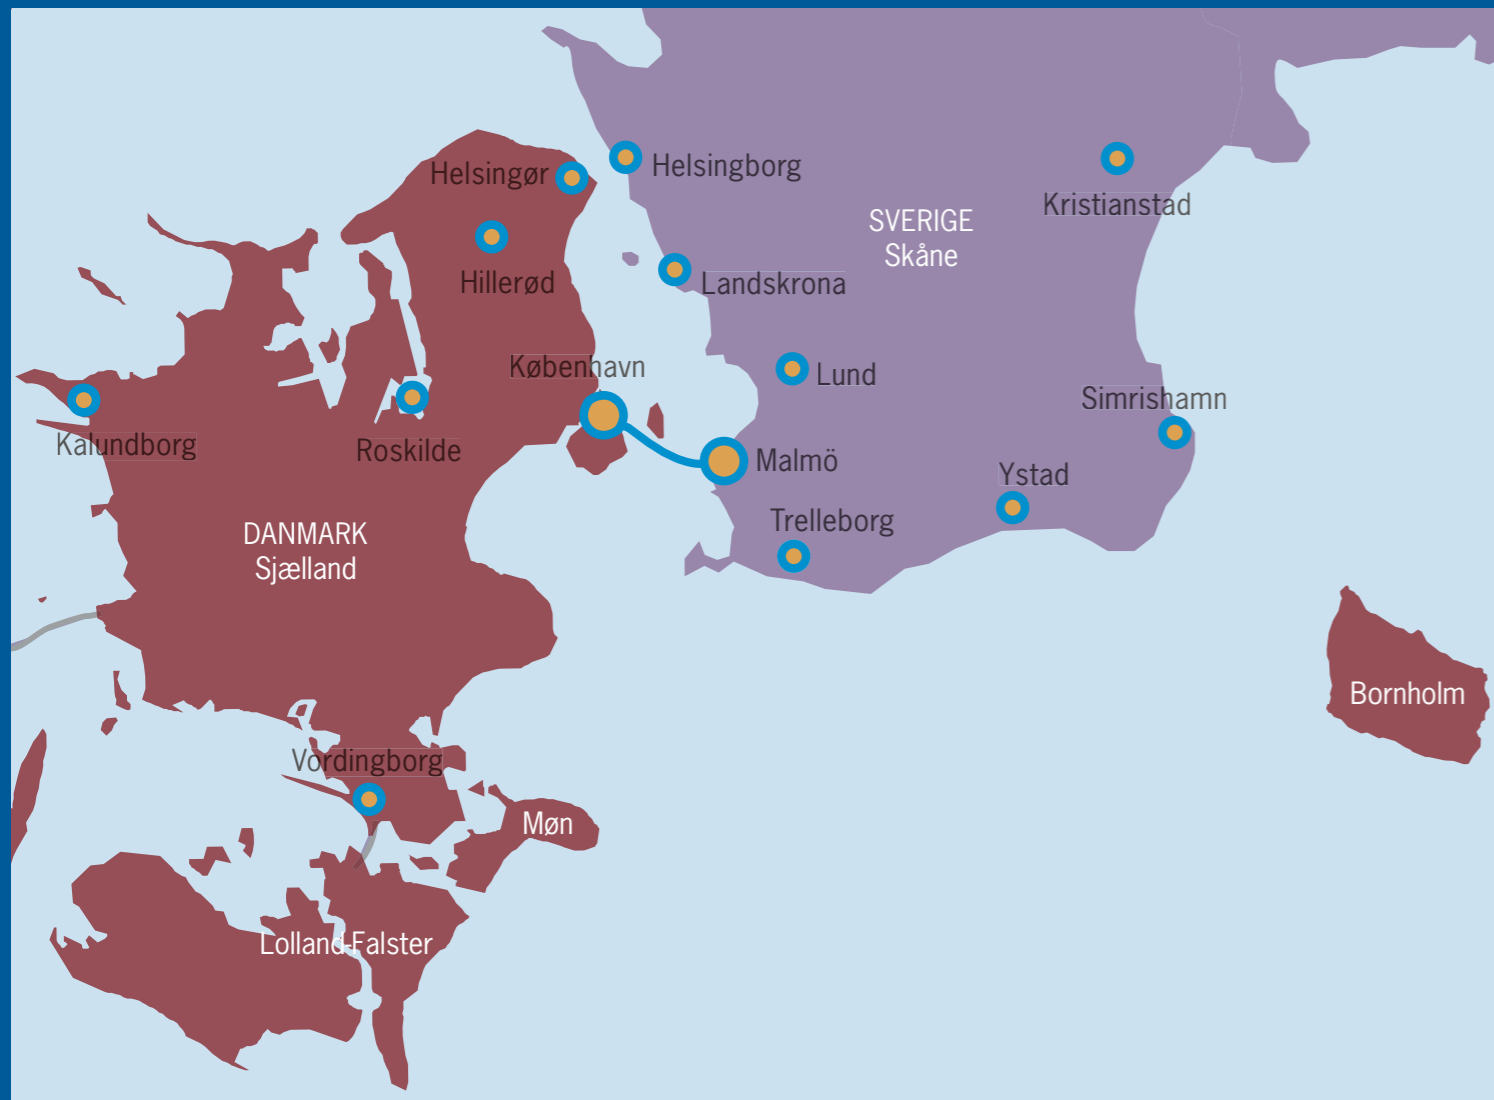 Helsingør
Helsingborg
Kristianstad
SVERIGE
Skåne
Hillerød
Landskrona
København
Lund
Simrishamn
Kalundborg
Roskilde
Malmö
Ystad
Trelleborg
DANMARK
Sjælland
Bornholm
Vordingborg
Møn
Lolland-Falster